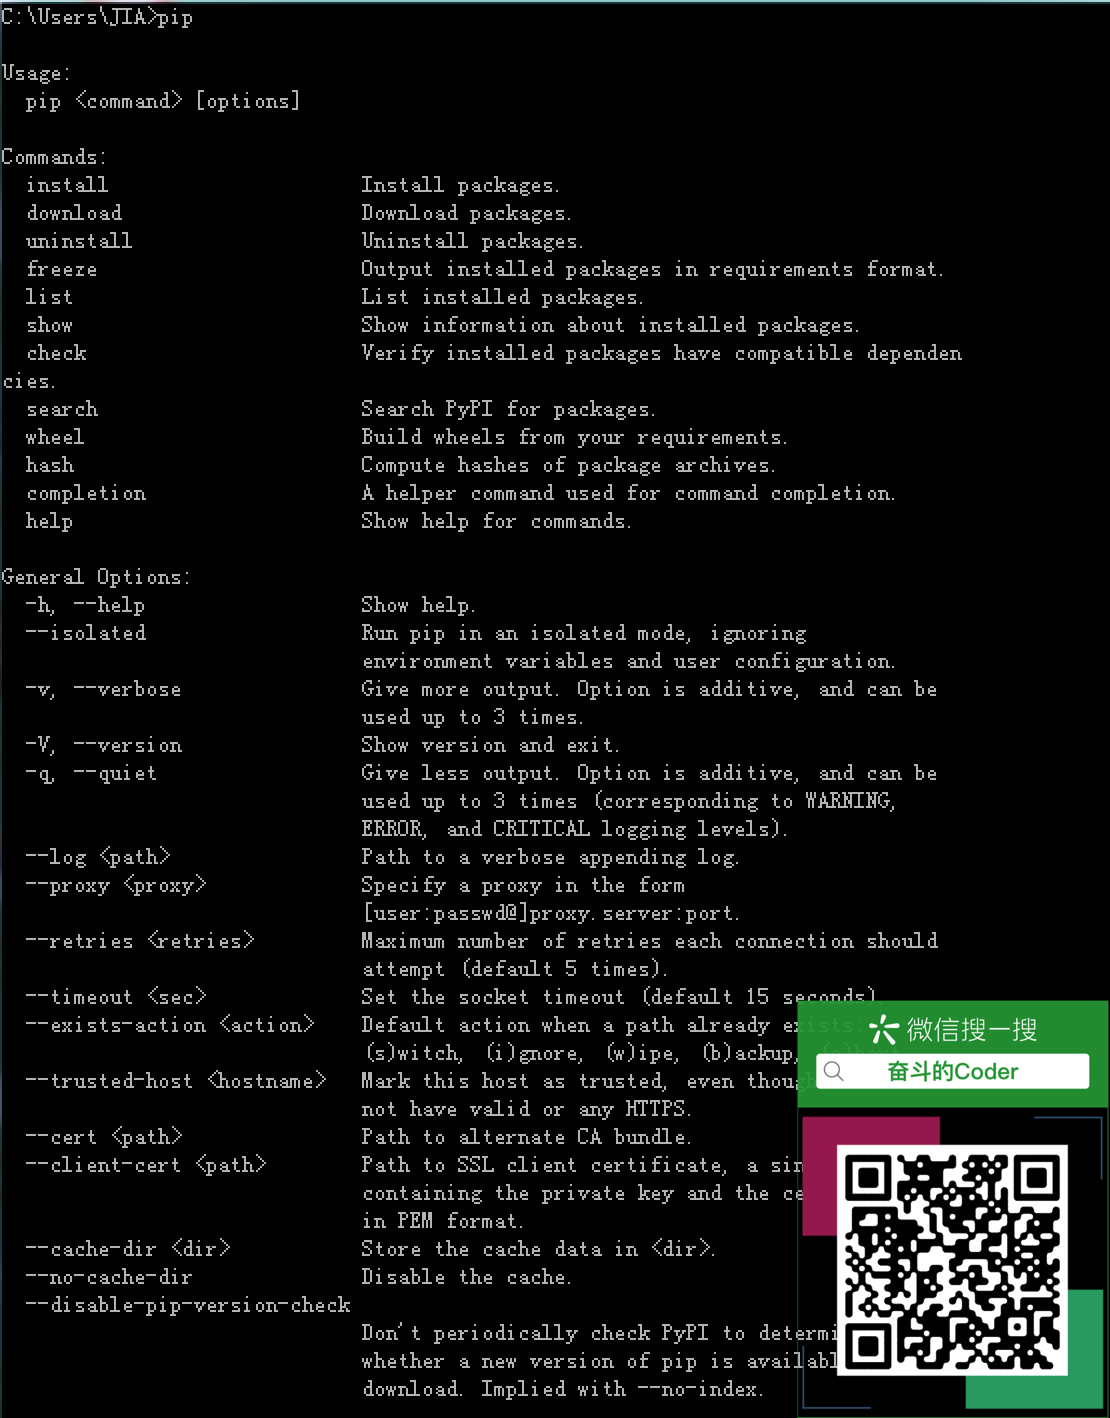 C:\Users\JIA>pip
Usage:
pip <command> [options]
Commands:
install Install packages.
download Download packages.
uninstall Uninstall packages.
freeze Output installed packages in requirements format.
list List installed packages.
show Show information about installed packages.
check Verify installed packages have compatible dependen
cies.
search Search PyPI for packages.
wheel Build wheels from your requirements.
hash Compute hashes of package archives.
completion A helper command used for command completion.
help Show help for commands.
General Options:
-h, --help Show help.
--isolated Run pip in an isolated mode, ignoring
environment variables and user configuration.
-v, --verbose Give more output. Option is additive, and can be
used up to 3 times.
-V, --version Show version and exit.
-q, --quiet Give less output. Option is additive, and can be
used up to 3 times (corresponding to WARNING,
ERROR, and CRITICAL logging levels).
--log <path> Path to a verbose appending log.
--proxy <proxy> Specify a proxy in the form
[user:passwd@]proxy.server:port.
--retries <retries> Maximum number of retries each connection should
attempt (default 5 times).
--timeout <sec> Set the socket timeout (default 15 seconds)
--exists-action <action> Default action when a path already exists:
(s)witch, (i)gnore, (w)ipe, (b)ackup,
--trusted-host <hostname> Mark this host as trusted, even
not have valid or any HTTPS.
--cert <path> Path to alternate CA bundle.
--client-cert <path> Path to SSL client certificate, a
containing the private key and the
in PEM format.
--cache-dir <dir> Store the cache data in <dir>.
--no-cache-dir Disable the cache.
--disable-pip-version-check
Don't periodically check PyPI to
whether a new version of pip is
download. Implied with --no-index.
微信搜一搜
奋斗的Coder